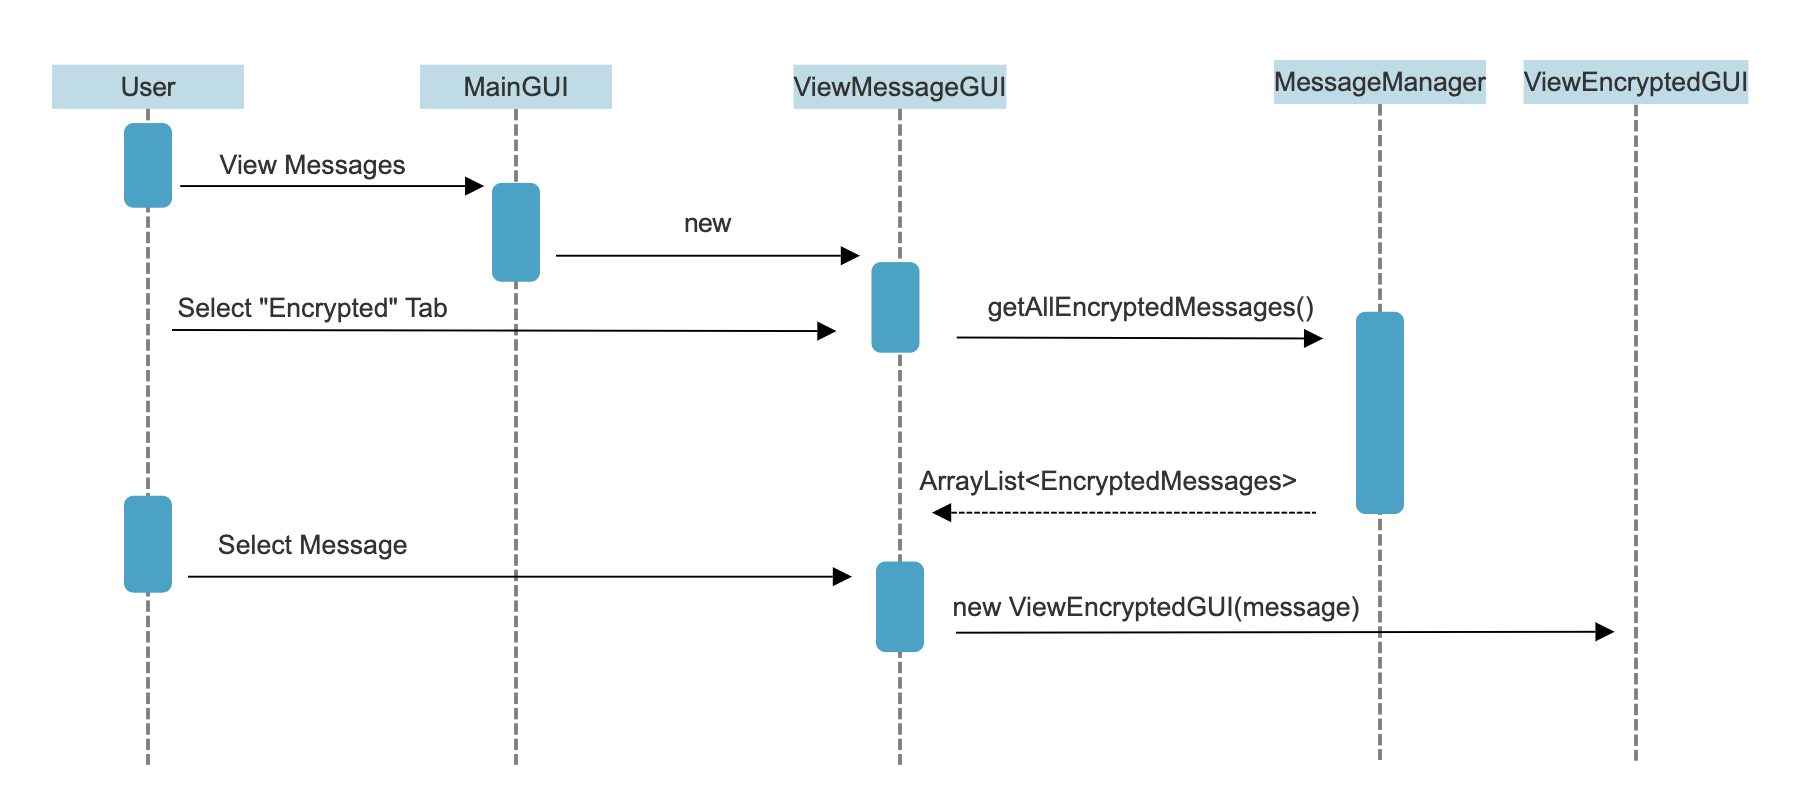 User
MainGUI
ViewMessageGUI
MessageManager
ViewEncryptedGUI
View Messages
new
Select "Encrypted" Tab
getAllEncryptedMessages()
ArrayList<EncryptedMessages>
Select Message
new ViewEncryptedGUI(message)